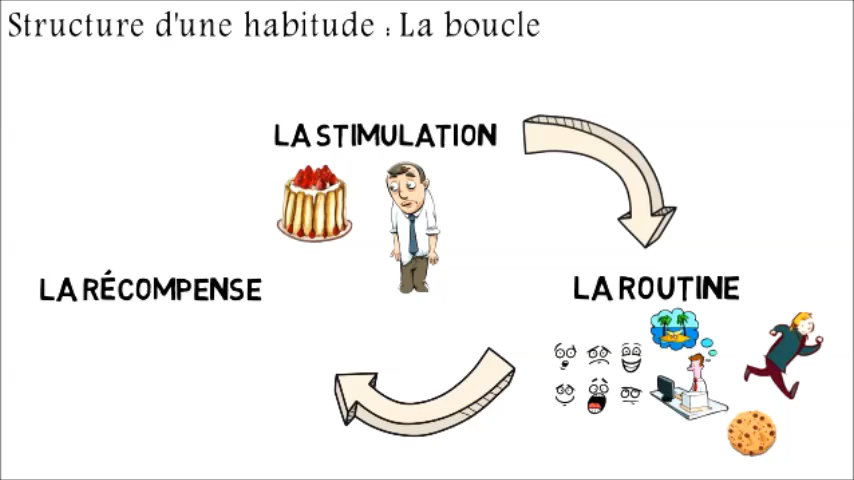 Structure d'une habitude : La boucle
LA STIMULATION
LA RÉCOMPENSE
LA ROUTINE